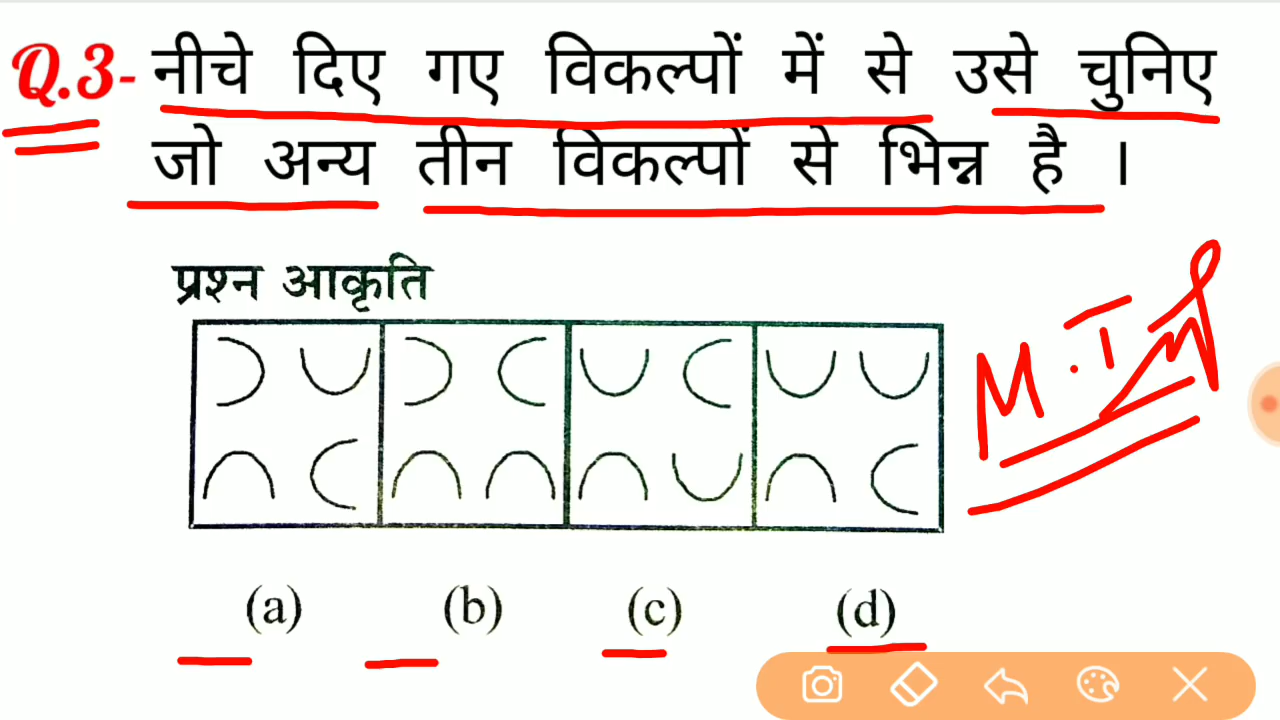 Q.3- नीचे दिए गए विकल्पों में से उसे चुनिए
जो अन्य तीन विकल्पों से भिन्न है ।
प्रश्न आकृति
(a) (b) (c) (d)